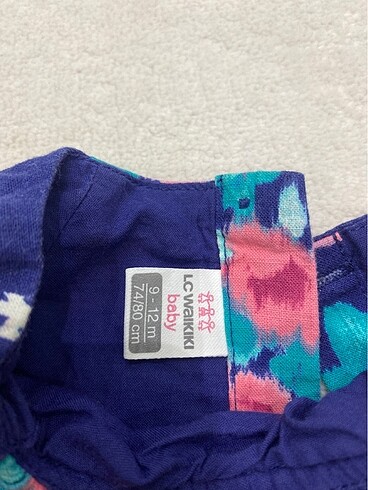 LC WAIKIKI
baby
9 - 12 m
74/80 cm